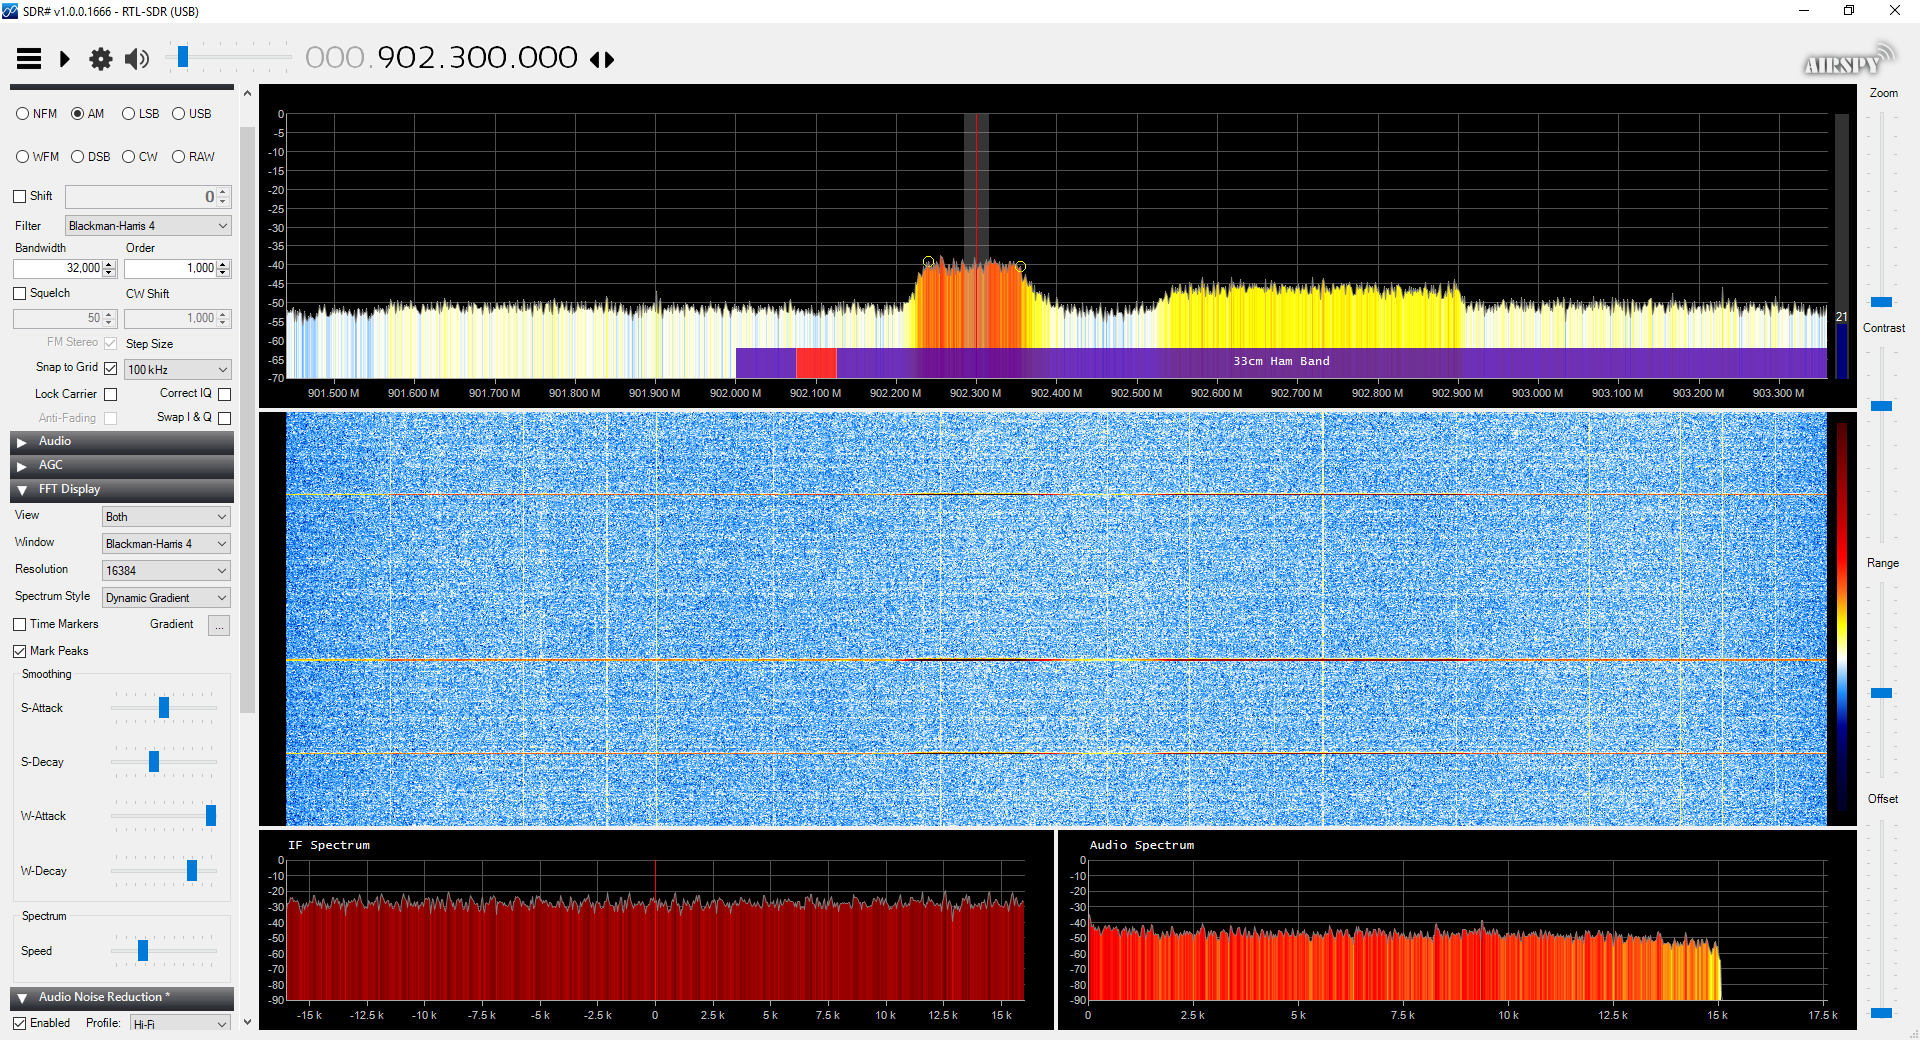 SDR# v1.0.0.1666 - RTL-SDR (USB)
000.902.300.000
AIRSPY
NFM AM LSB USB
WFM DSB CW RAW
Shift 0
Filter Blackman-Harris 4
Bandwidth Order
32,000 1,000
Squelch CW Shift
50 1,000
FM Stereo Step Size
Snap to Grid 100 kHz
Lock Carrier Correct IQ
Anti-Fading Swap I & Q
Audio
AGC
FFT Display
View Both
Window Blackman-Harris 4
Resolution 16384
Spectrum Style Dynamic Gradient
Time Markers Gradient ...
Mark Peaks
Smoothing
S-Attack
S-Decay
W-Attack
W-Decay
Spectrum
Speed
Audio Noise Reduction *
Enabled Profile: Hi-Fi
0
-5
-10
-15
-20
-25
-30
-35
-40
-45
-50
-55
-60
-65
-70
21
33cm Ham Band
901.500 M 901.600 M 901.700 M 901.800 M 901.900 M 902.000 M 902.100 M 902.200 M 902.300 M 902.400 M 902.500 M 902.600 M 902.700 M 902.800 M 902.900 M 903.000 M 903.100 M 903.200 M 903.300 M
IF Spectrum
0
-10
-20
-30
-40
-50
-60
-70
-80
-90
-15 k -12.5 k -10 k -7.5 k -5 k -2.5 k 0 2.5 k 5 k 7.5 k 10 k 12.5 k 15 k
Audio Spectrum
0
-10
-20
-30
-40
-50
-60
-70
-80
-90
0 2.5 k 5 k 7.5 k 10 k 12.5 k 15 k 17.5 k
Zoom
Contrast
Range
Offset